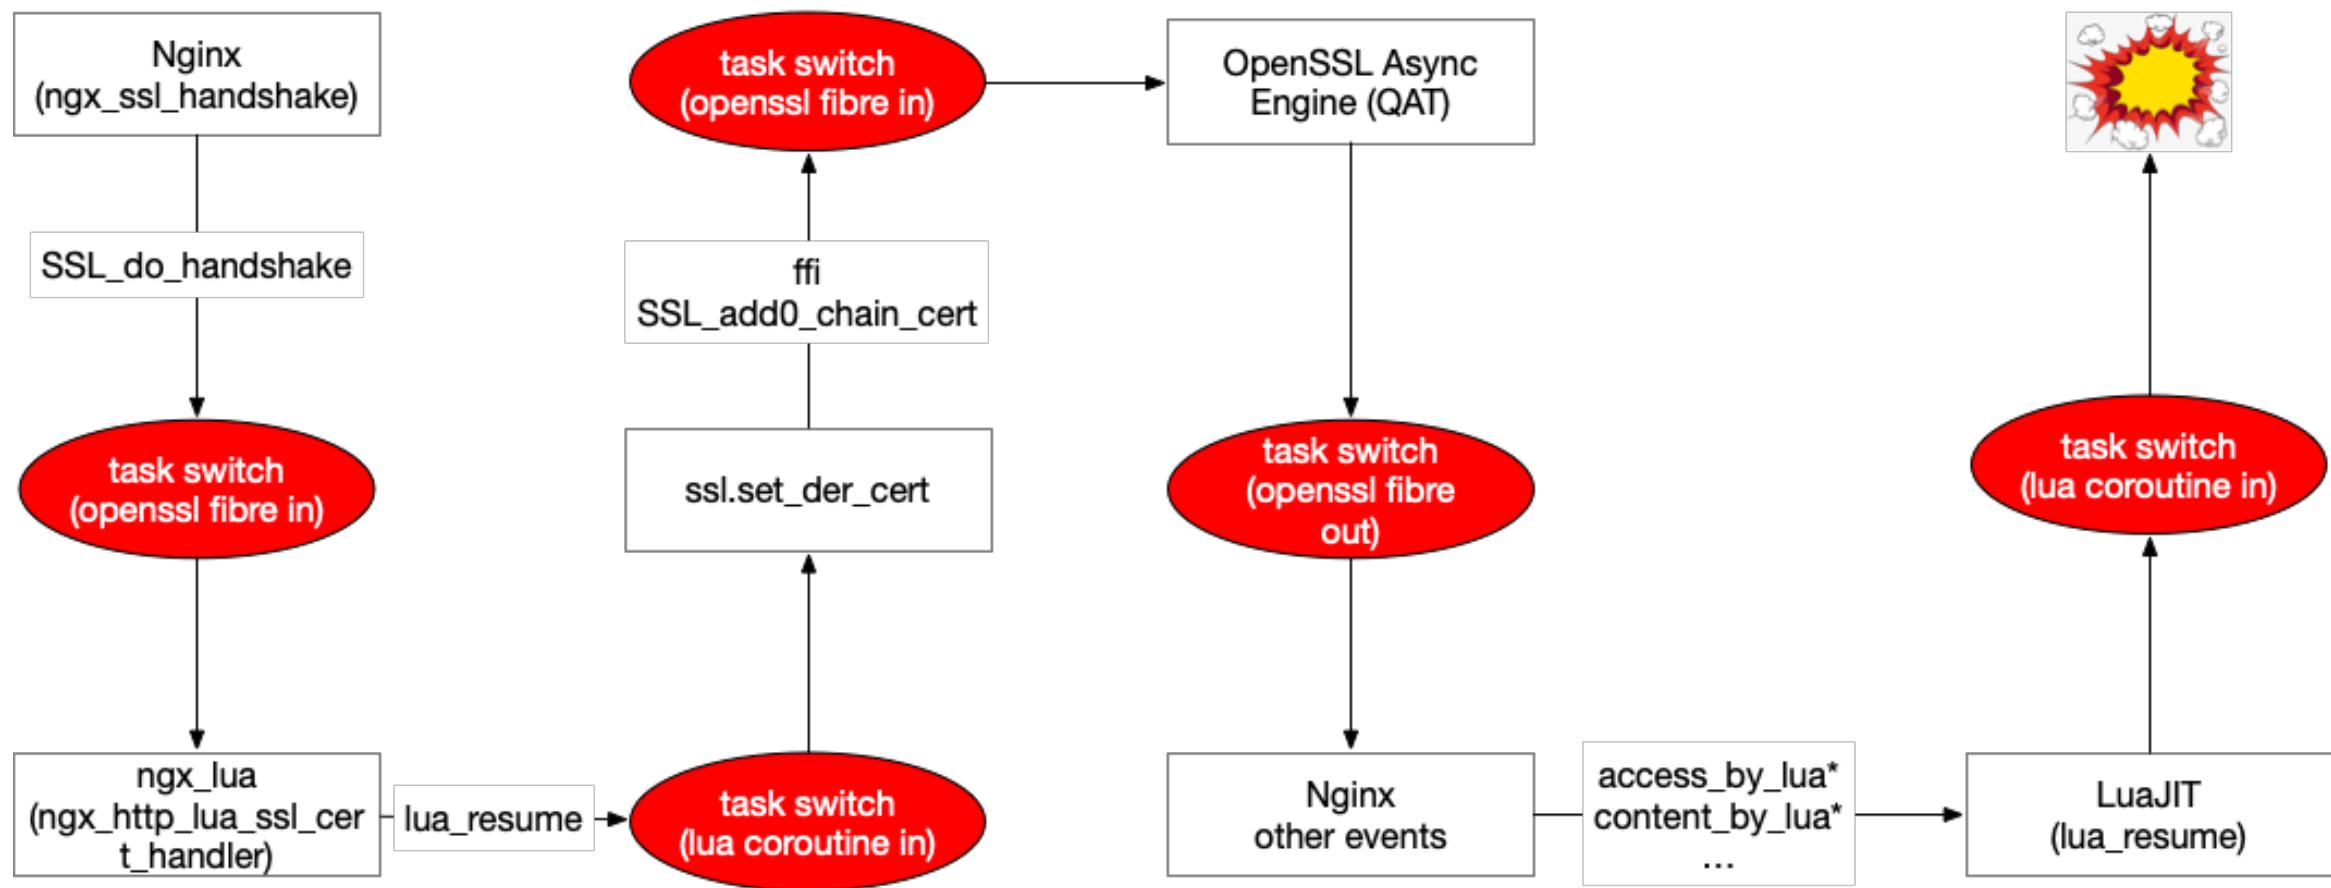 Nginx
(ngx_ssl_handshake)
SSL_do_handshake
task switch
(openssl fibre in)
ngx_lua
(ngx_http_lua_ssl_cer
t_handler)
lua_resume
task switch
(lua coroutine in)
ssl.set_der_cert
ffi
SSL_add0_chain_cert
task switch
(openssl fibre in)
OpenSSL Async
Engine (QAT)
task switch
(openssl fibre
out)
Nginx
other events
access_by_lua*
content_by_lua*
...
LuaJIT
(lua_resume)
task switch
(lua coroutine in)